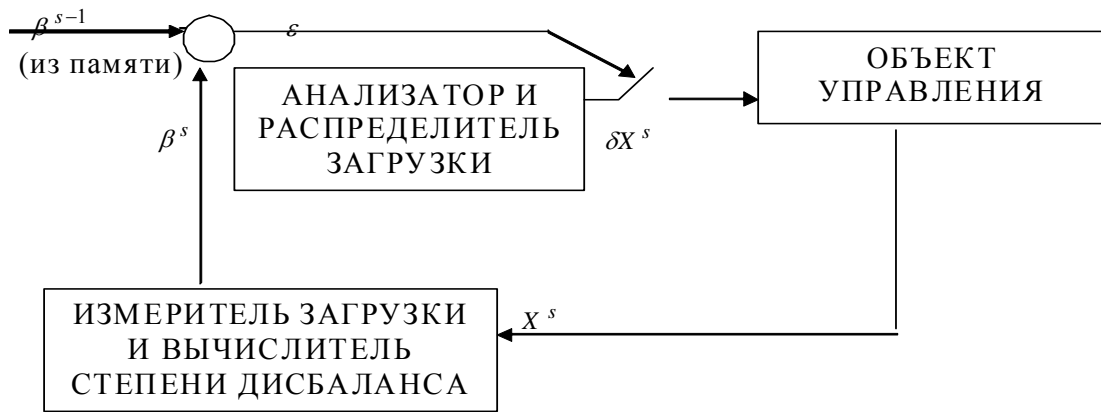 β s−1
ε
(из памяти)
ОБЪЕКТ
УПРАВЛЕНИЯ
АНАЛИЗАТОР И
РАСПРЕДЕЛИТЕЛЬ
ЗАГРУЗКИ
β s
δX s
ИЗМЕРИТЕЛЬ ЗАГРУЗКИ
И ВЫЧИСЛИТЕЛЬ
СТЕПЕНИ ДИСБАЛАНСА
X s